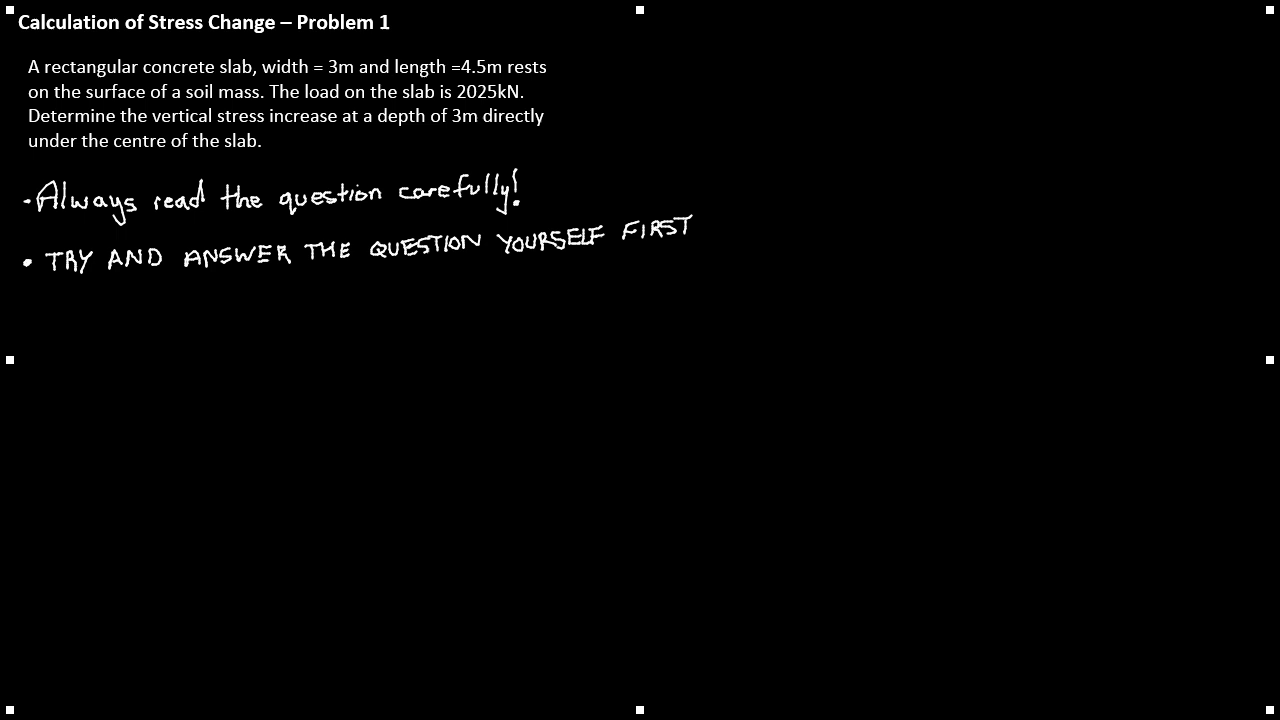 Calculation of Stress Change – Problem 1
A rectangular concrete slab, width = 3m and length =4.5m rests
on the surface of a soil mass. The load on the slab is 2025kN.
Determine the vertical stress increase at a depth of 3m directly
under the centre of the slab.
- Always read the question carefully!
• TRY AND ANSWER THE QUESTION YOURSELF FIRST